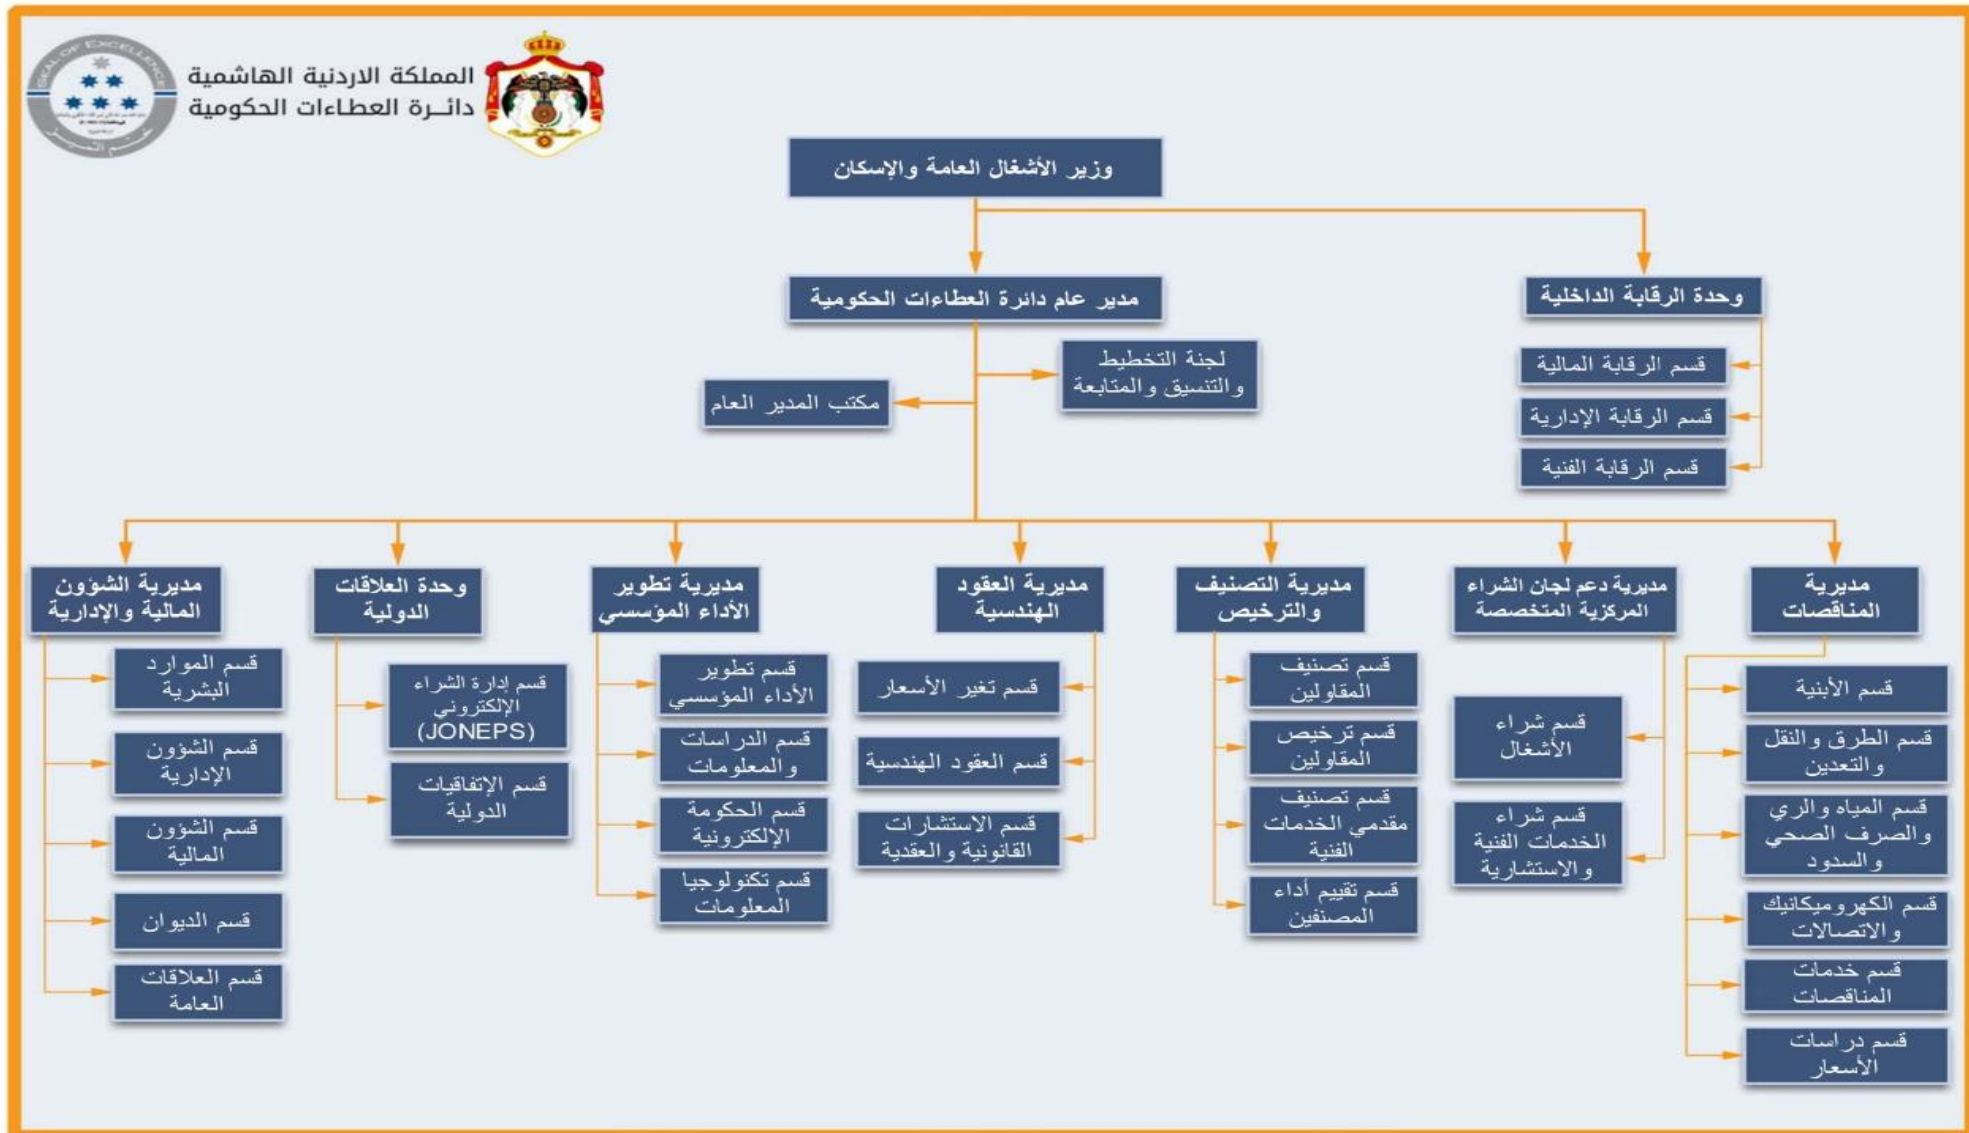 المملكة الاردنية الهاشمية
دائــرة العطـاءات الحكومية
SEAL OF EXCELLENCE
ختم التميز
وزير الأشغال العامة والإسكان
مدير عام دائرة العطاءات الحكومية
وحدة الرقابة الداخلية
قسم الرقابة المالية
قسم الرقابة الإدارية
قسم الرقابة الفنية
لجنة التخطيط
والتنسيق والمتابعة
مكتب المدير العام
مديرية
المناقصات
قسم الأبنية
قسم الطرق والنقل
والتعدين
قسم المياه والري
والصرف الصحي
والسدود
قسم الكهروميكانيك
والاتصالات
قسم خدمات
المناقصات
قسم دراسات
الأسعار
مديرية دعم لجان الشراء
المركزية المتخصصة
قسم شراء
الأشغال
قسم شراء
الخدمات الفنية
والاستشارية
مديرية التصنيف
والترخيص
قسم تصنيف
المقاولين
قسم ترخيص
المقاولين
قسم تصنيف
مقدمي الخدمات
الفنية
قسم تقييم أداء
المصنفين
مديرية العقود
الهندسية
قسم تغير الأسعار
قسم العقود الهندسية
قسم الاستشارات
القانونية والعقدية
مديرية تطوير
الأداء المؤسسي
قسم تطوير
الأداء المؤسسي
قسم الدراسات
والمعلومات
قسم الحكومة
الإلكترونية
قسم تكنولوجيا
المعلومات
وحدة العلاقات
الدولية
قسم إدارة الشراء
الإلكتروني
(JONEPS)
قسم الإتفاقيات
الدولية
مديرية الشؤون
المالية والإدارية
قسم الموارد
البشرية
قسم الشؤون
الإدارية
قسم الشؤون
المالية
قسم الديوان
قسم العلاقات
العامة